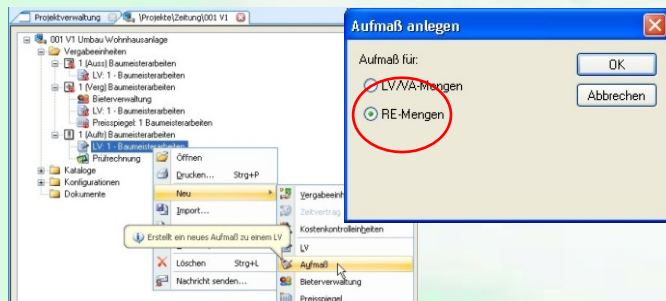 Projektverwaltung
\Projekte\Zeitung\001 V1
001 V1 Umbau Wohnhausanlage
Vergabeeinheiten
1 (Auss) Baumeisterarbeiten
LV: 1 - Baumeisterarbeiten
1 (Verg) Baumeisterarbeiten
Bieterverwaltung
LV: 1 - Baumeisterarbeiten
Preisspiegel: 1 Baumeisterarbeiten
1 (Auftr) Baumeisterarbeiten
LV: 1 - Baumeisterarbeiten
Prüfrechnung
Kataloge
Konfigurationen
Dokumente
Öffnen
Drucken... Strg+P
Neu
Import...
Erstellt ein neues Aufmaß zu einem LV
Löschen Strg+L
Nachricht senden...
Vergabeeinh
Zeitvertrag
Kostenkontrolleinheiten
LV
Aufmaß
Bieterverwaltung
Preisspiegel
Aufmaß anlegen
Aufmaß für:
LV/VA-Mengen
RE-Mengen
OK
Abbrechen